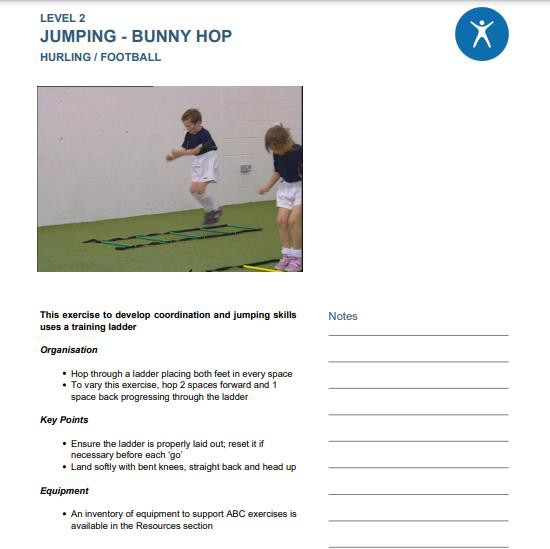 LEVEL 2
JUMPING - BUNNY HOP
HURLING / FOOTBALL
This exercise to develop coordination and jumping skills
uses a training ladder
Organisation
• Hop through a ladder placing both feet in every space
• To vary this exercise, hop 2 spaces forward and 1
space back progressing through the ladder
Key Points
• Ensure the ladder is properly laid out; reset it if
necessary before each ‘go’
• Land softly with bent knees, straight back and head up
Equipment
• An inventory of equipment to support ABC exercises is
available in the Resources section
Notes